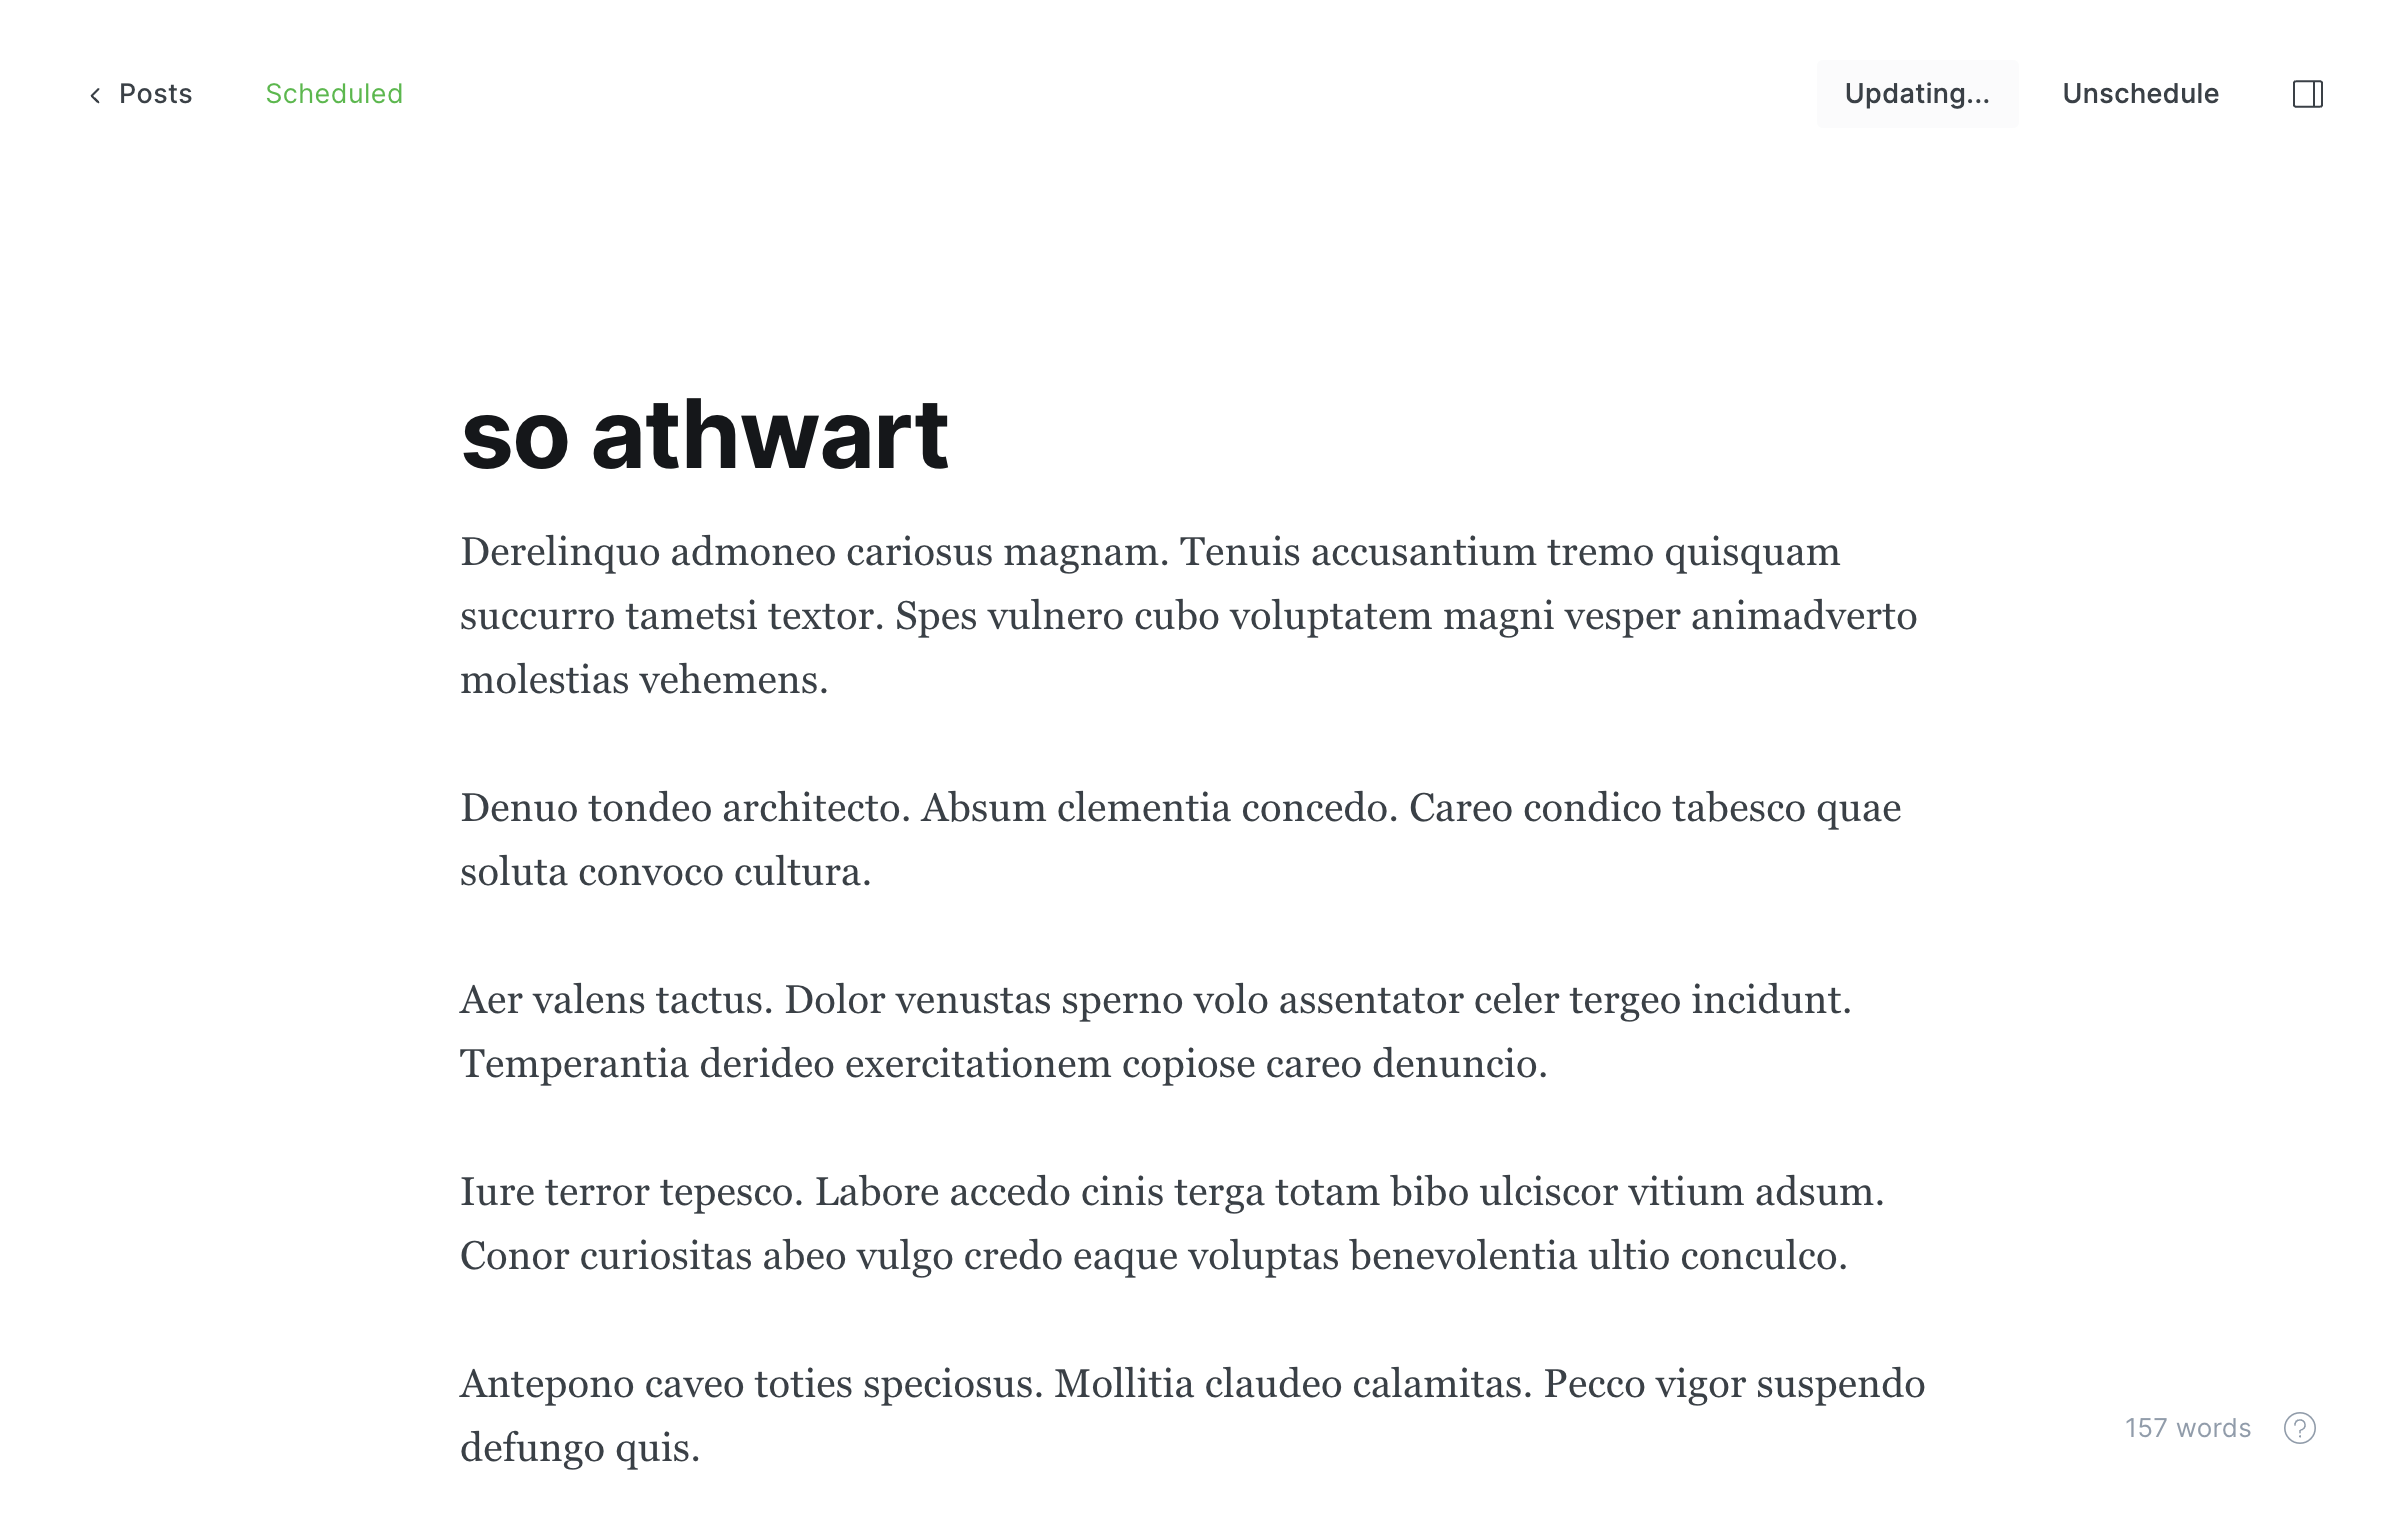 Posts
Scheduled
Updating...
Unschedule
so athwart
Derelinquo admoneo cariosus magnam. Tenuis accusantium tremo quisquam
succurro tametsi textor. Spes vulnero cubo voluptatem magni vesper animadverto
molestias vehemens.
Denuo tondeo architecto. Absum clementia concedo. Careo condico tabesco quae
soluta convoco cultura.
Aer valens tactus. Dolor venustas sperno volo assentator celer tergeo incidunt.
Temperantia derideo exercitationem copiose careo denuncio.
Iure terror tepesco. Labore accedo cinis terga totam bibo ulciscor vitium adsum.
Conor curiositas abeo vulgo credo eaque voluptas benevolentia ultio conculco.
Antepono caveo toties speciosus. Mollitia claudeo calamitas. Pecco vigor suspendo
defungo quis.
157 words